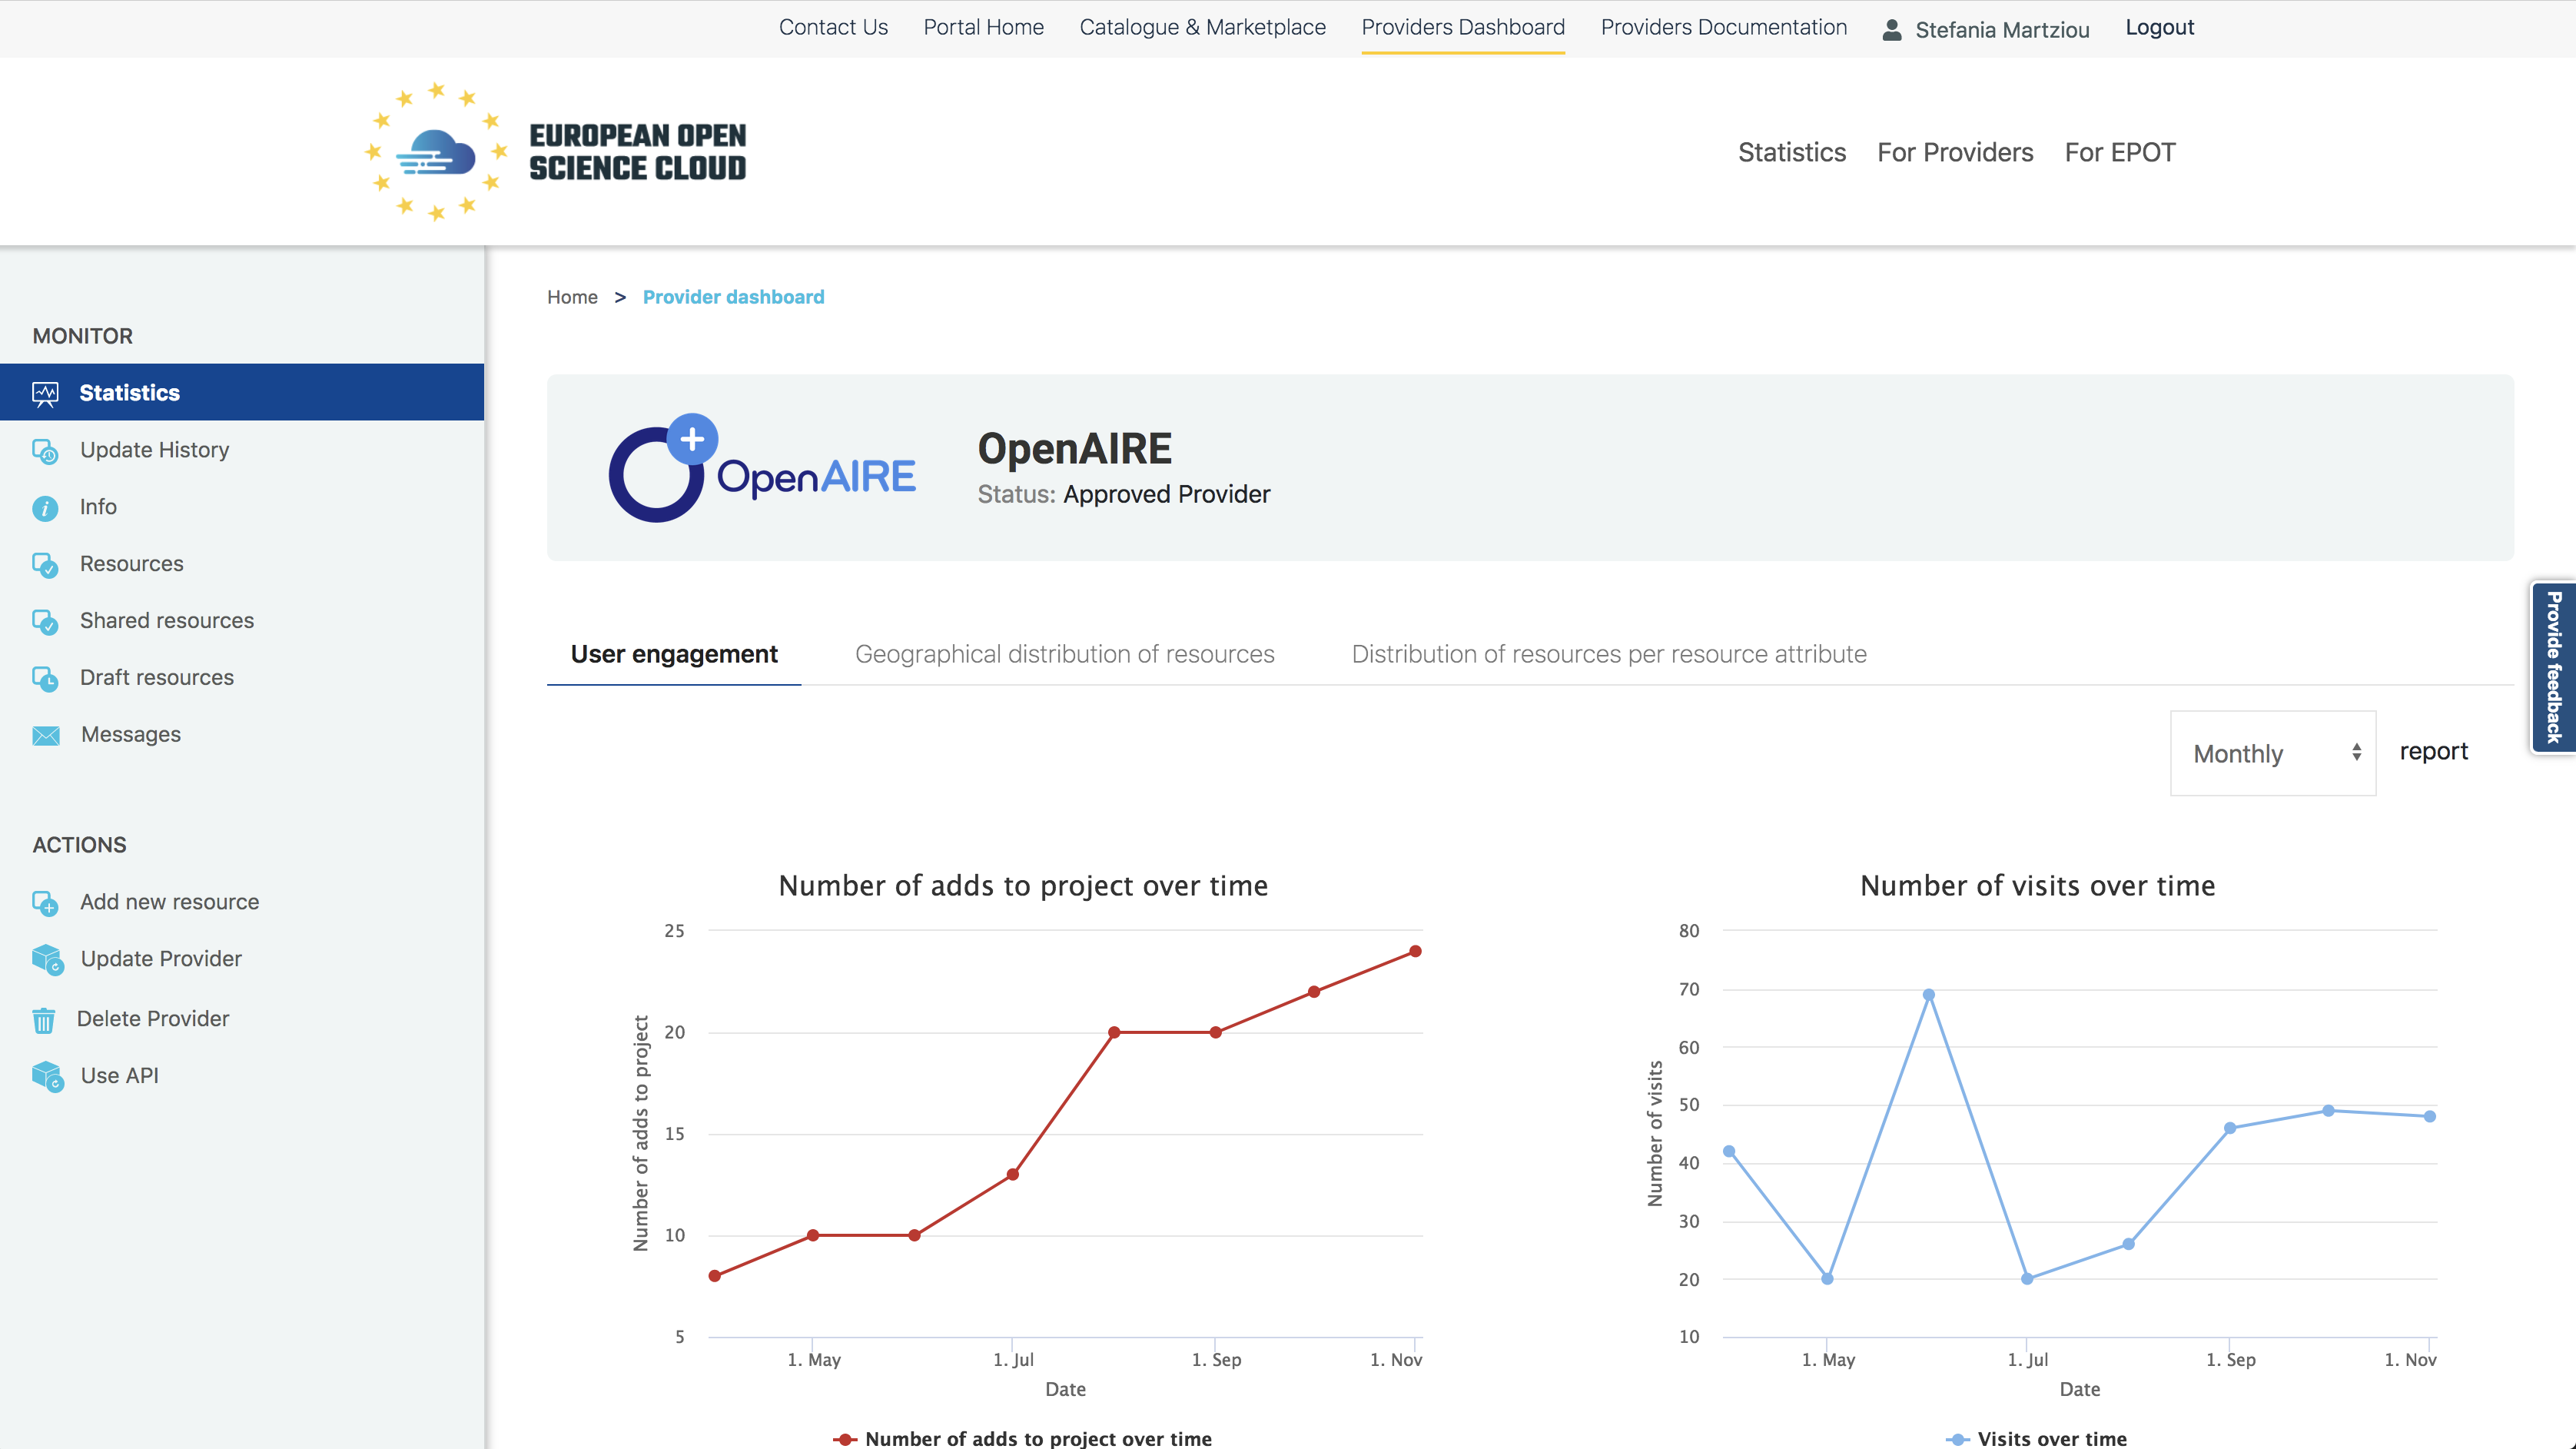 Contact Us Portal Home Catalogue & Marketplace Providers Dashboard Providers Documentation Stefania Martziou Logout
EUROPEAN OPEN
SCIENCE CLOUD
Statistics For Providers For EPOT
Home > Provider dashboard
MONITOR
Statistics
Update History
Info
Resources
Shared resources
Draft resources
Messages
ACTIONS
Add new resource
Update Provider
Delete Provider
Use API
OpenAIRE
OpenAIRE
Status: Approved Provider
User engagement Geographical distribution of resources Distribution of resources per resource attribute
Provide feedback
Monthly report
Number of adds to project over time
Number of adds to project
25
20
15
10
5
1. May 1. Jul 1. Sep 1. Nov
Date
Number of adds to project over time
Number of visits over time
Number of visits
80
70
60
50
40
30
20
10
1. May 1. Jul 1. Sep 1. Nov
Date
Visits over time